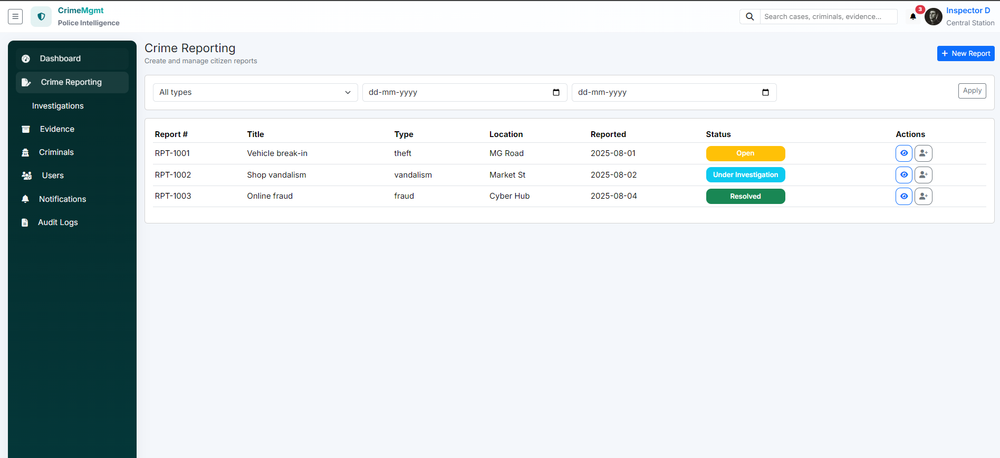 CrimeMgmt
Police Intelligence
Search cases, criminals, evidence...
3
Inspector D
Central Station
Dashboard
Crime Reporting
Investigations
Evidence
Criminals
Users
Notifications
Audit Logs
Crime Reporting
Create and manage citizen reports
+ New Report
All types
dd-mm-yyyy
dd-mm-yyyy
Apply
Report # Title Type Location Reported Status Actions
RPT-1001 Vehicle break-in theft MG Road 2025-08-01 Open
RPT-1002 Shop vandalism vandalism Market St 2025-08-02 Under Investigation
RPT-1003 Online fraud fraud Cyber Hub 2025-08-04 Resolved